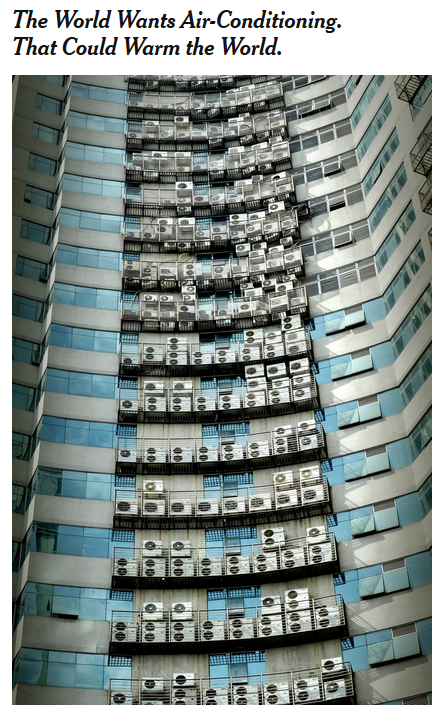 The World Wants Air-Conditioning.
That Could Warm the World.